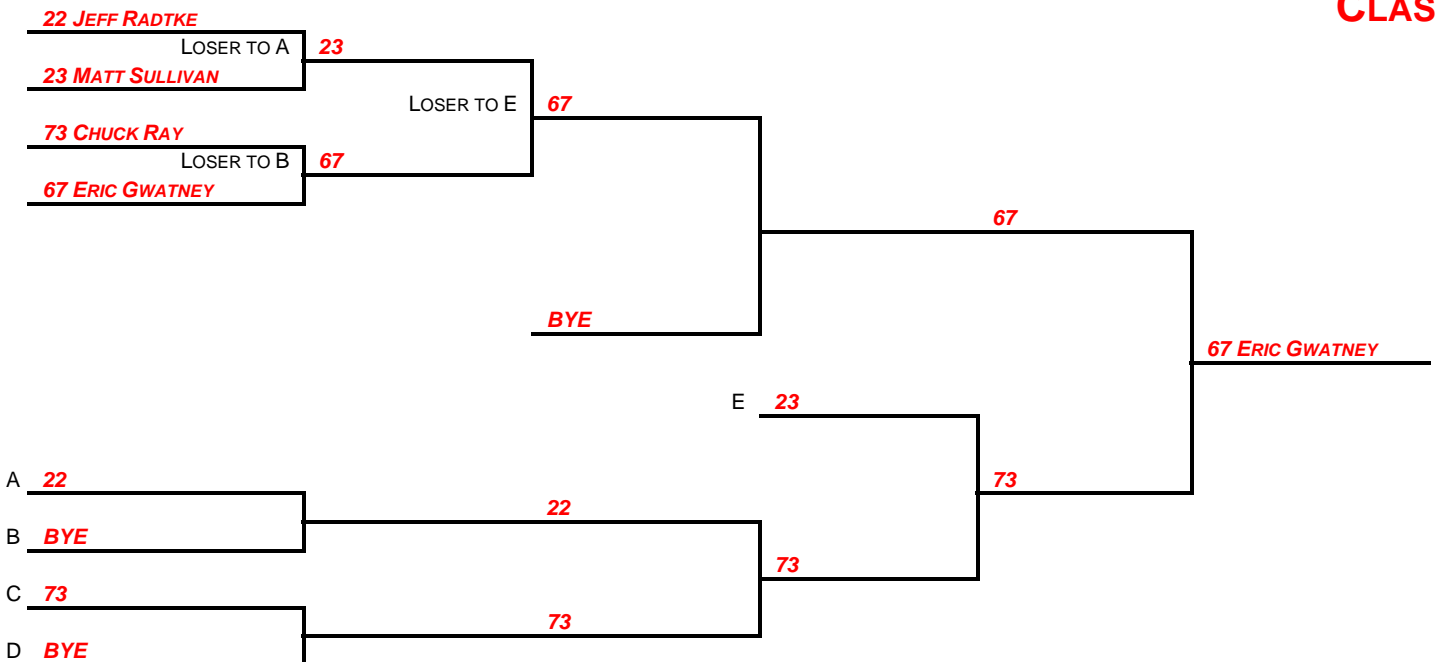 CLAS
22 JEFF RADTKE
LOSER TO A 23
23 MATT SULLIVAN
LOSER TO E 67
73 CHUCK RAY
LOSER TO B 67
67 ERIC GWATNEY
67
BYE
67 ERIC GWATNEY
E 23
A 22
73
22
B BYE
73
C 73
73
D BYE